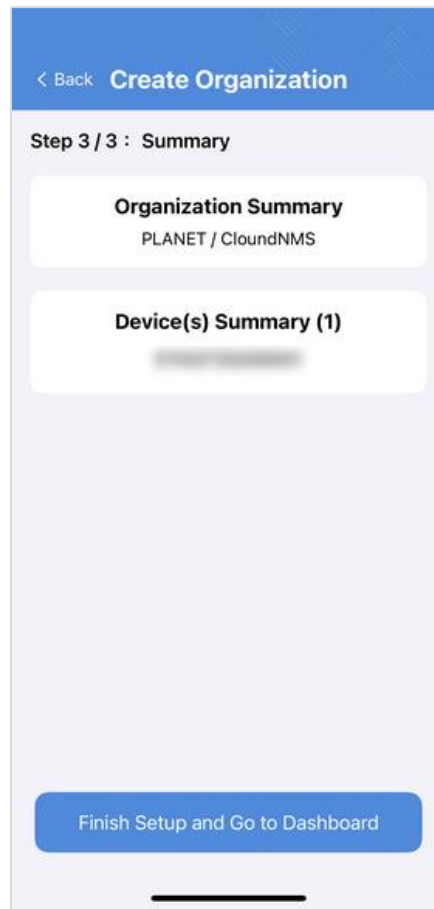 < Back Create Organization
Step 3 / 3 : Summary
Organization Summary
PLANET / CloundNMS
Device(s) Summary (1)
Finish Setup and Go to Dashboard